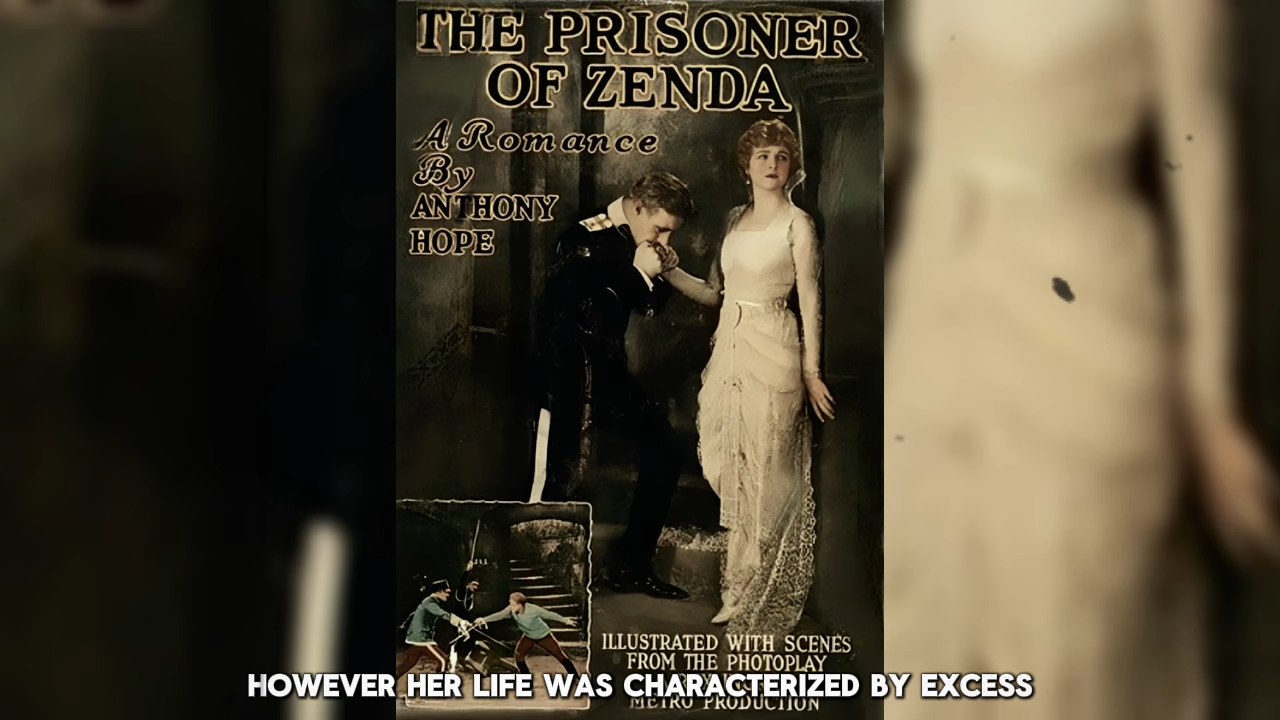 THE PRISONER
OF ZENDA
A Romance
By
ANTHONY
HOPE
ILLUSTRATED WITH SCENES
FROM THE PHOTOPLAY
METRO PRODUCTION
HOWEVER HER LIFE WAS CHARACTERIZED BY EXCESS